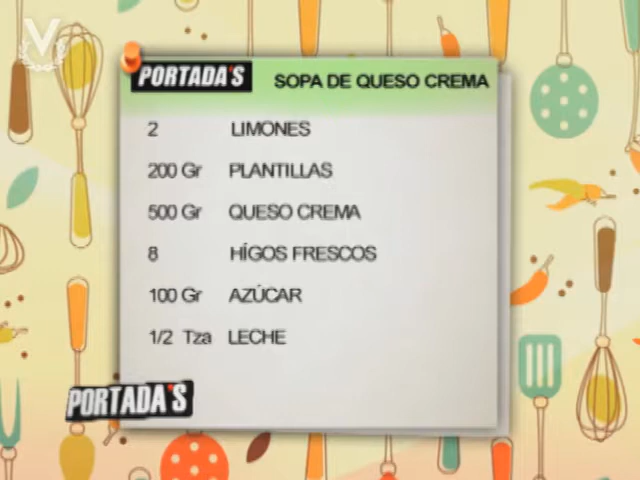 V
PORTADA'S SOPA DE QUESO CREMA
2 LIMONES
200 Gr PLANTILLAS
500 Gr QUESO CREMA
8 HÍGOS FRESCOS
100 Gr AZÚCAR
1/2 Tza LECHE
PORTADA'S